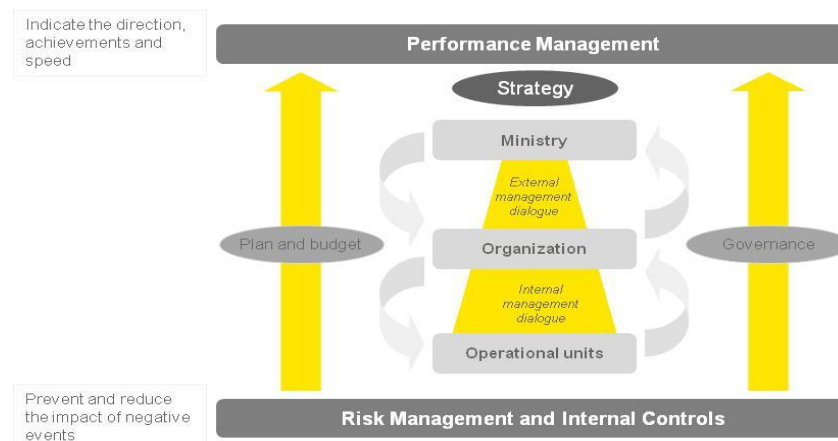 Indicate the direction,
achievements and
speed
Performance Management
Strategy
Ministry
External
management
dialogue
Plan and budget
Organization
Governance
Internal
management
dialogue
Operational units
Prevent and reduce
the impact of negative
events
Risk Management and Internal Controls